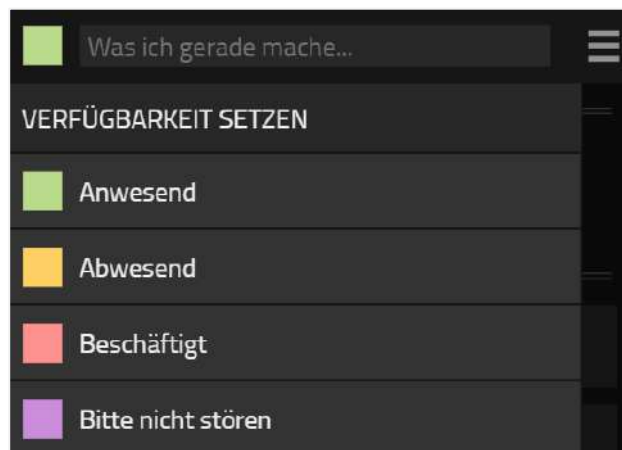 Was ich gerade mache...
VERFÜGBARKEIT SETZEN
Anwesend
Abwesend
Beschäftigt
Bitte nicht stören